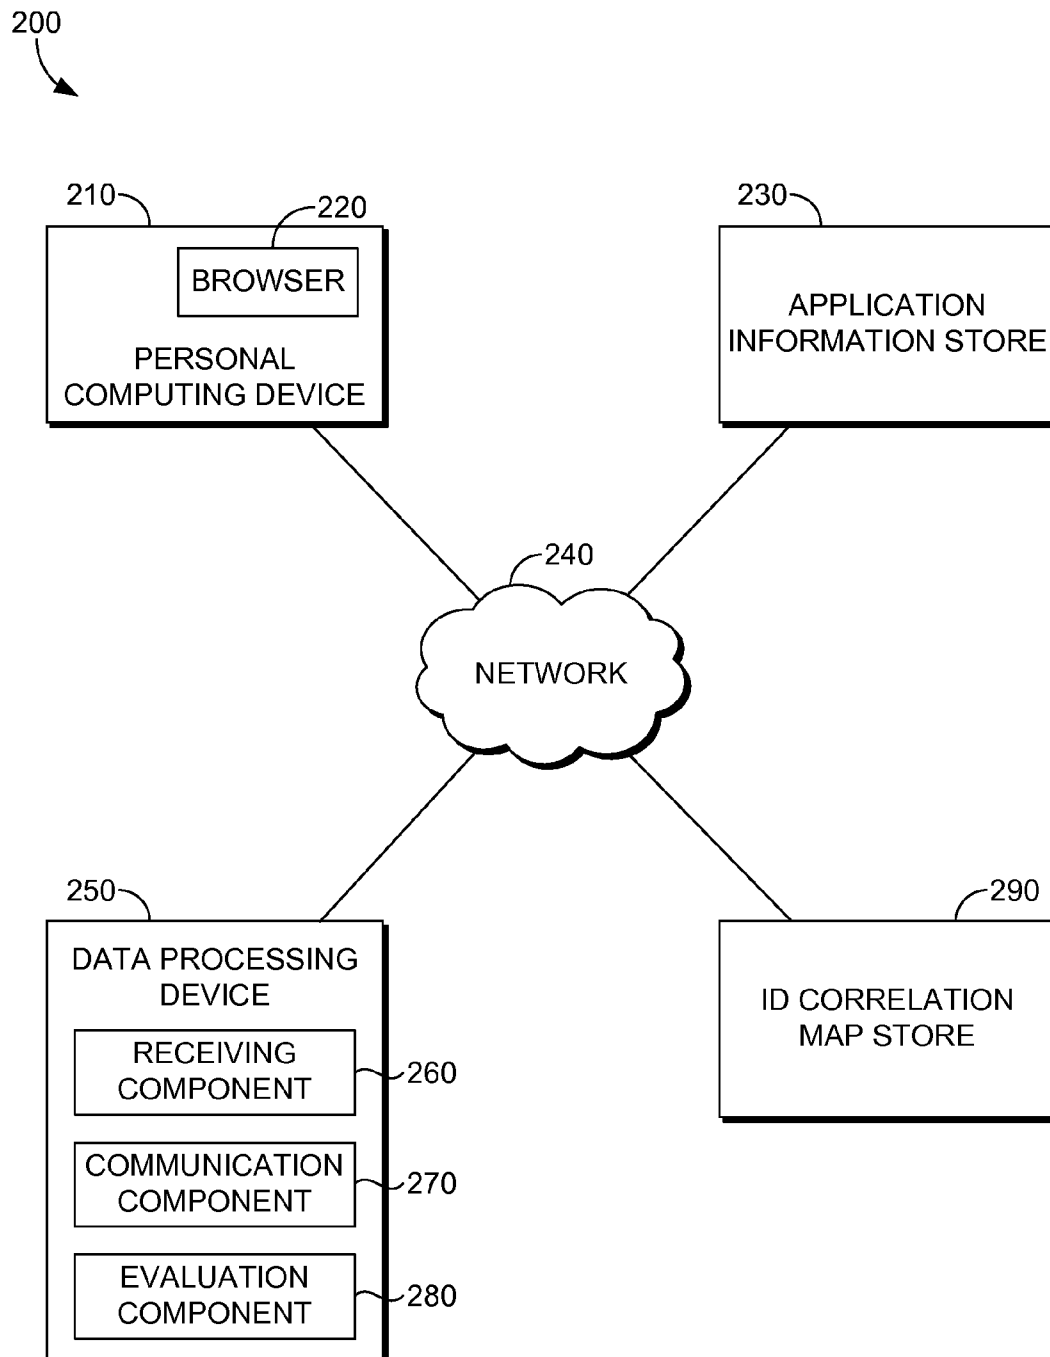 200
210
220
230
BROWSER
PERSONAL
COMPUTING DEVICE
APPLICATION
INFORMATION STORE
240
NETWORK
250
290
DATA PROCESSING
DEVICE
RECEIVING
COMPONENT
260
COMMUNICATION
COMPONENT
270
EVALUATION
COMPONENT
280
ID CORRELATION
MAP STORE